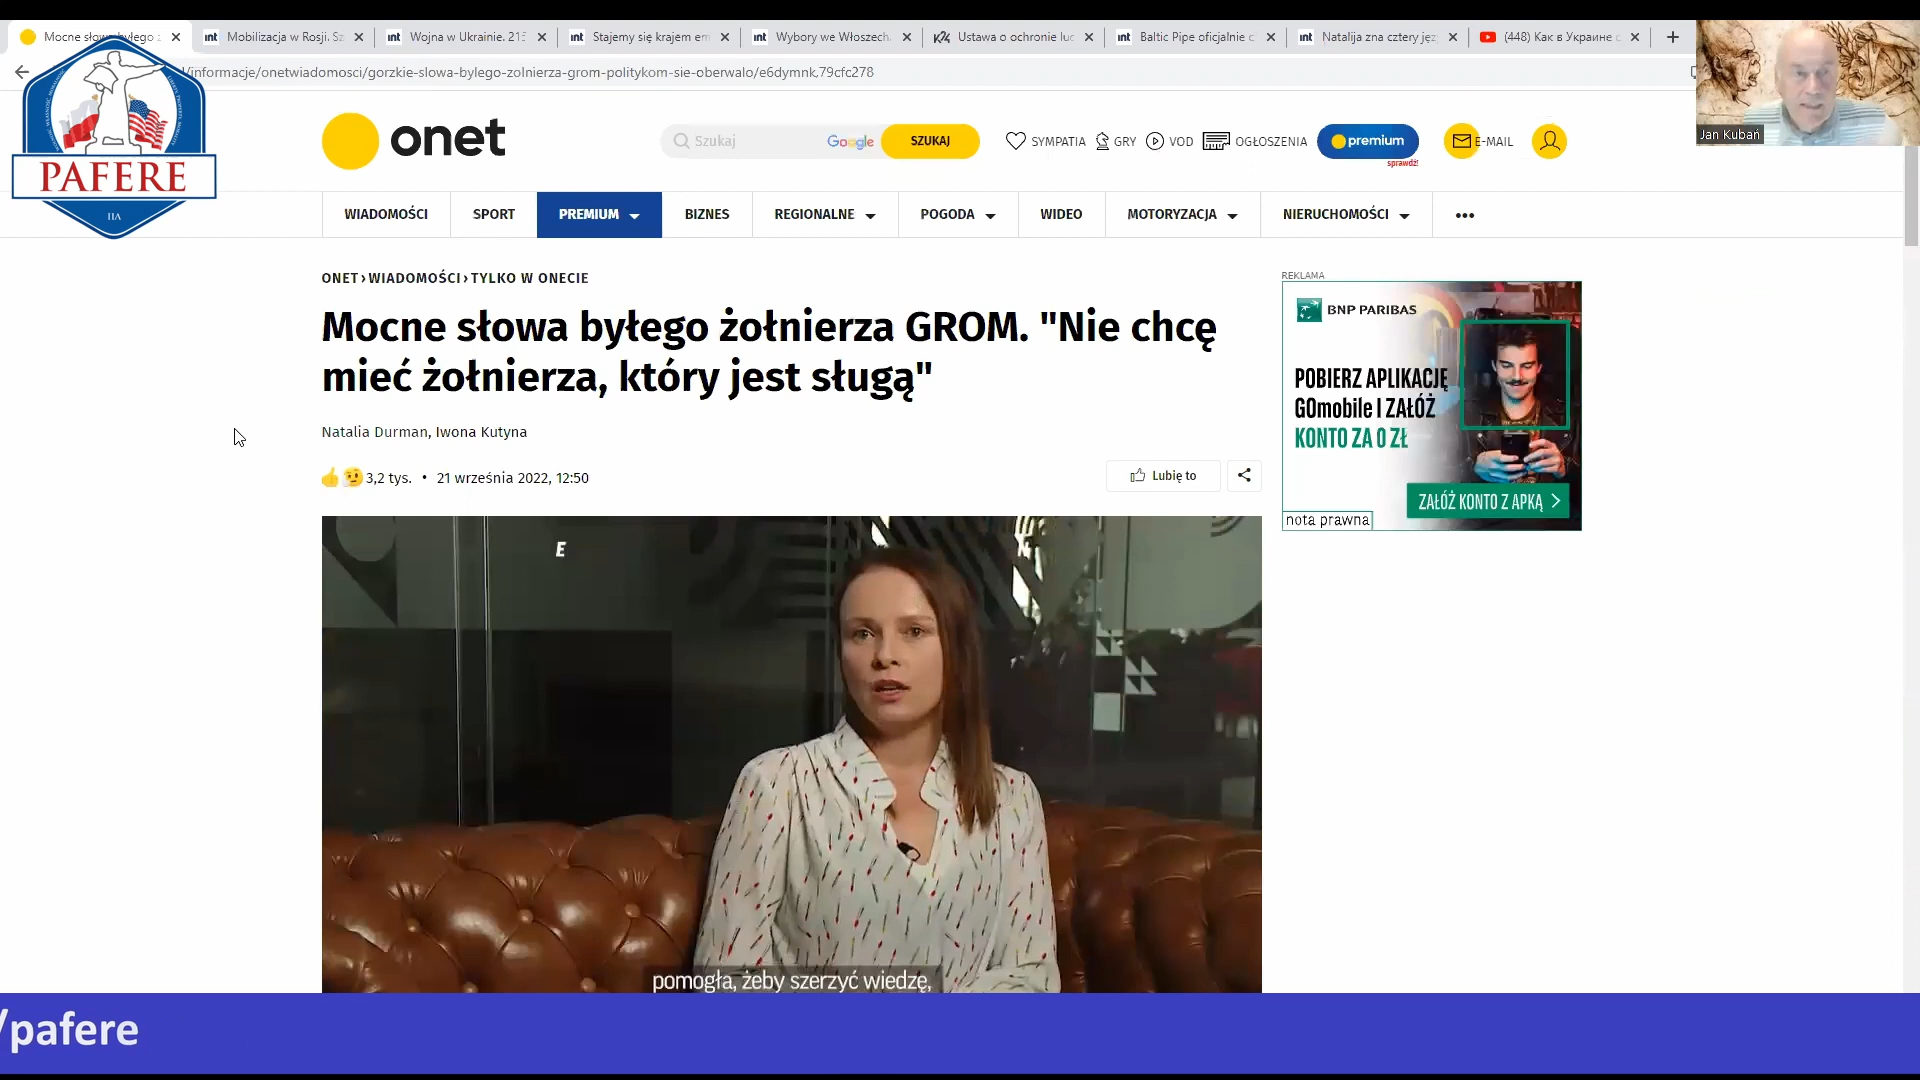 Mocne słowa byłego ż
Mobilizacja w Rosji. Sz
Wojna w Ukrainie. 215
Stajemy się krajem em
Wybory we Włoszech.
Ustawa o ochronie luc
Baltic Pipe oficjalnie c
Natalija zna cztery języ
(448) Как в Украине с
/informacje/onetwiadomosci/gorzkie-slowa-bylego-zolnierza-grom-politykom-sie-oberwalo/e6dymnk,79cfc278
Jan Kubań
PAFERE
onet
Szukaj
Google
SZUKAJ
SYMPATIA
GRY
VOD
OGŁOSZENIA
premium
sprawdź!
E-MAIL
WIADOMOŚCI
SPORT
PREMIUM
BIZNES
REGIONALNE
POGODA
WIDEO
MOTORYZACJA
NIERUCHOMOŚCI
ONET › WIADOMOŚCI › TYLKO W ONECIE
Mocne słowa byłego żołnierza GROM. "Nie chcę
mieć żołnierza, który jest sługą"
Natalia Durman, Iwona Kutyna
3,2 tys. • 21 września 2022, 12:50
Lubię to
REKLAMA
BNP PARIBAS
POBIERZ APLIKACJĘ
GOmobile I ZAŁÓŻ
KONTO ZA 0 ZŁ
ZAŁÓŻ KONTO Z APKĄ
nota prawna
E
pomogła, żeby szerzyć wiedzę,
/pafere